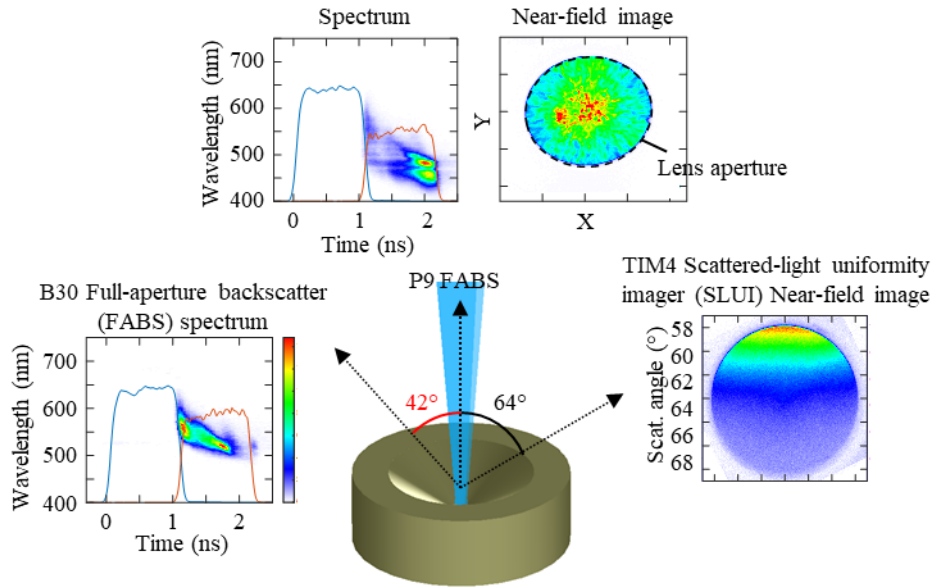 Spectrum
Near-field image
Wavelength (nm)
700
600
500
400
0 1 2
Time (ns)
Y
X
Lens aperture
B30 Full-aperture backscatter
(FABS) spectrum
Wavelength (nm)
700
600
500
400
0 1 2
Time (ns)
P9 FABS
42°
64°
TIM4 Scattered-light uniformity
imager (SLUI) Near-field image
Scat. angle (°)
58
60
62
64
66
68